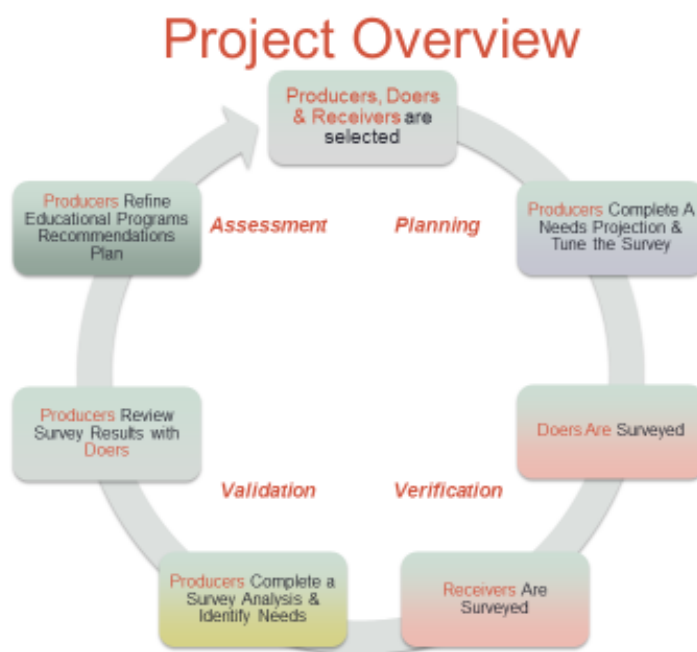 Project Overview
Producers, Doers
& Receivers are
selected
Producers Complete A
Needs Projection &
Tune the Survey
Doers Are Surveyed
Receivers Are
Surveyed
Producers Complete a
Survey Analysis &
Identify Needs
Producers Review
Survey Results with
Doers
Producers Refine
Educational Programs
Recommendations
Plan
Assessment
Planning
Validation
Verification